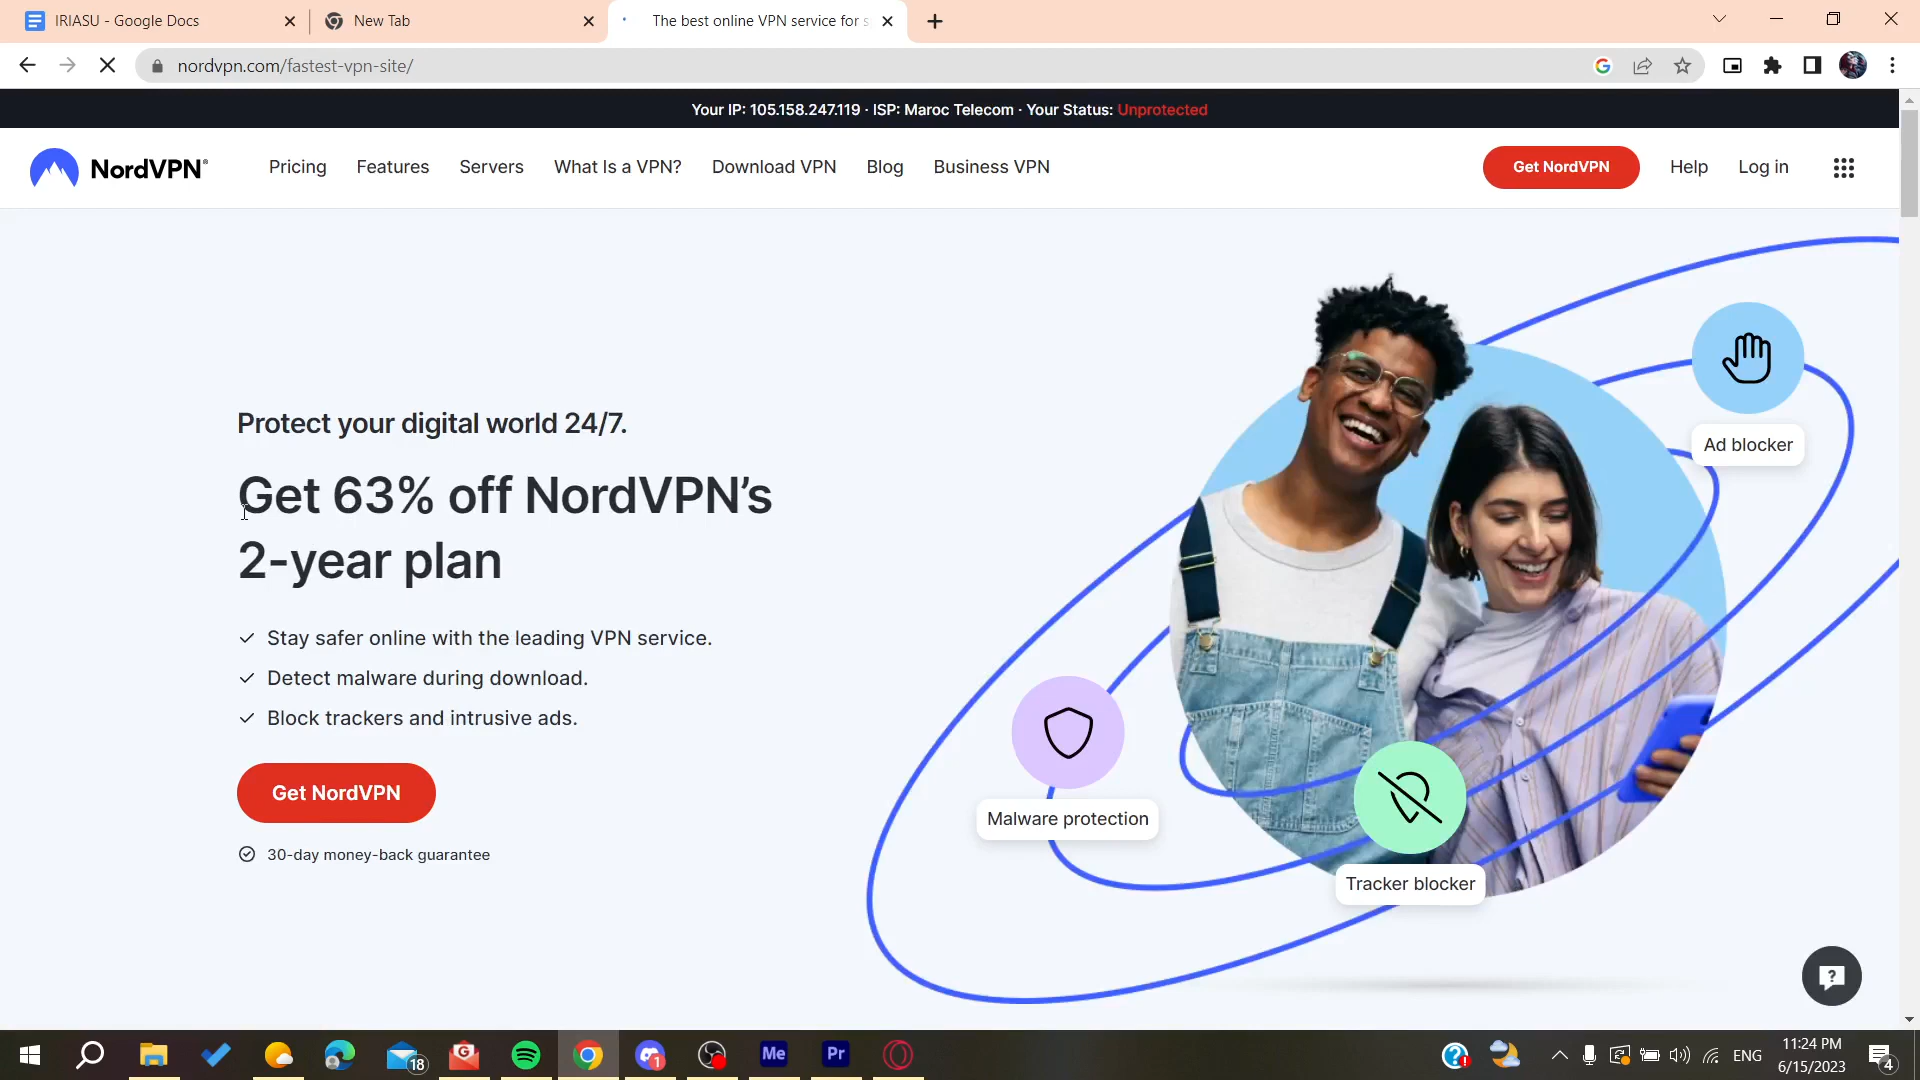 IRIASU - Google Docs
New Tab
The best online VPN service for s
nordvpn.com/fastest-vpn-site/
Your IP: 105.158.247.119 · ISP: Maroc Telecom · Your Status: Unprotected
NordVPN®
Pricing
Features
Servers
What Is a VPN?
Download VPN
Blog
Business VPN
Get NordVPN
Help
Log in
Protect your digital world 24/7.
Get 63% off NordVPN’s
2-year plan
Stay safer online with the leading VPN service.
Detect malware during download.
Block trackers and intrusive ads.
Get NordVPN
30-day money-back guarantee
Ad blocker
Malware protection
Tracker blocker
18
G
1
Me
Pr
ENG
11:24 PM
6/15/2023
4